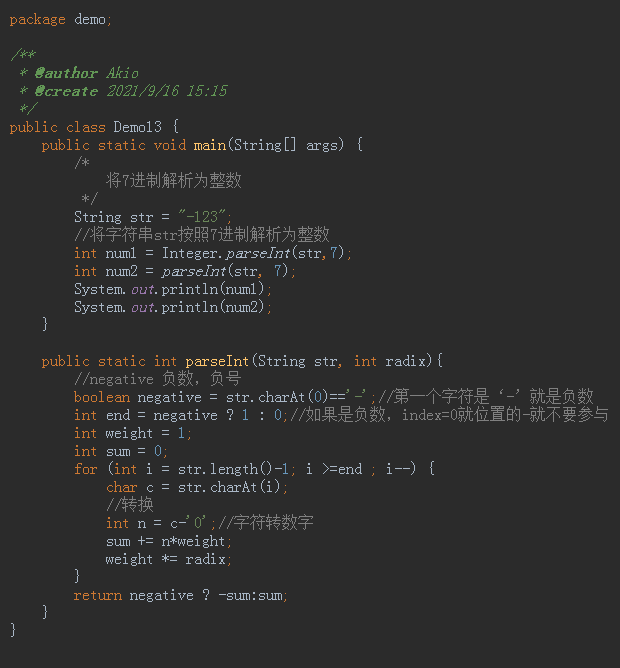 package demo;
/**
 * @author Akio
 * @create 2021/9/16 15:15
 */
public class Demo13 {
    public static void main(String[] args) {
        /*
            将7进制解析为整数
         */
        String str = "-123";
        //将字符串str按照7进制解析为整数
        int num1 = Integer.parseInt(str,7);
        int num2 = parseInt(str, 7);
        System.out.println(num1);
        System.out.println(num2);
    }
    public static int parseInt(String str, int radix){
        //negative 负数，负号
        boolean negative = str.charAt(0)=='-';//第一个字符是‘-’就是负数
        int end = negative ? 1 : 0;//如果是负数，index=0就位置的-就不要参与
        int weight = 1;
        int sum = 0;
        for (int i = str.length()-1; i >=end ; i--) {
            char c = str.charAt(i);
            //转换
            int n = c-'0';//字符转数字
            sum += n*weight;
            weight *= radix;
        }
        return negative ? -sum:sum;
    }
}